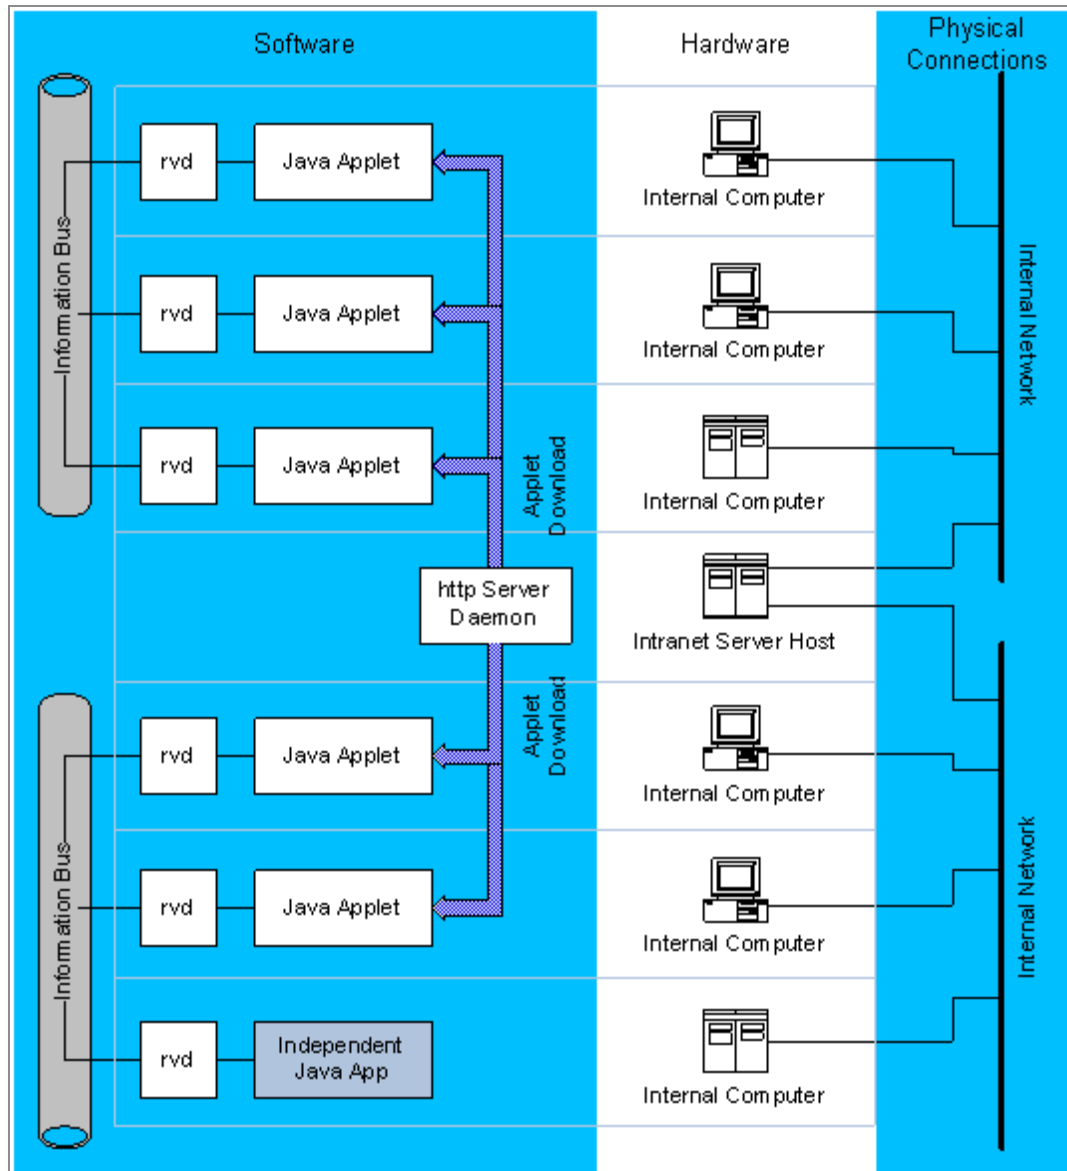 Software
Hardware
Physical
Connections
Information Bus
rvd
Java Applet
Internal Computer
rvd
Java Applet
Internal Computer
Internal Network
rvd
Java Applet
Applet
Download
Internal Computer
http Server
Daemon
Intranet Server Host
Information Bus
rvd
Java Applet
Applet
Download
Internal Computer
rvd
Java Applet
Internal Computer
Internal Network
rvd
Independent
Java App
Internal Computer